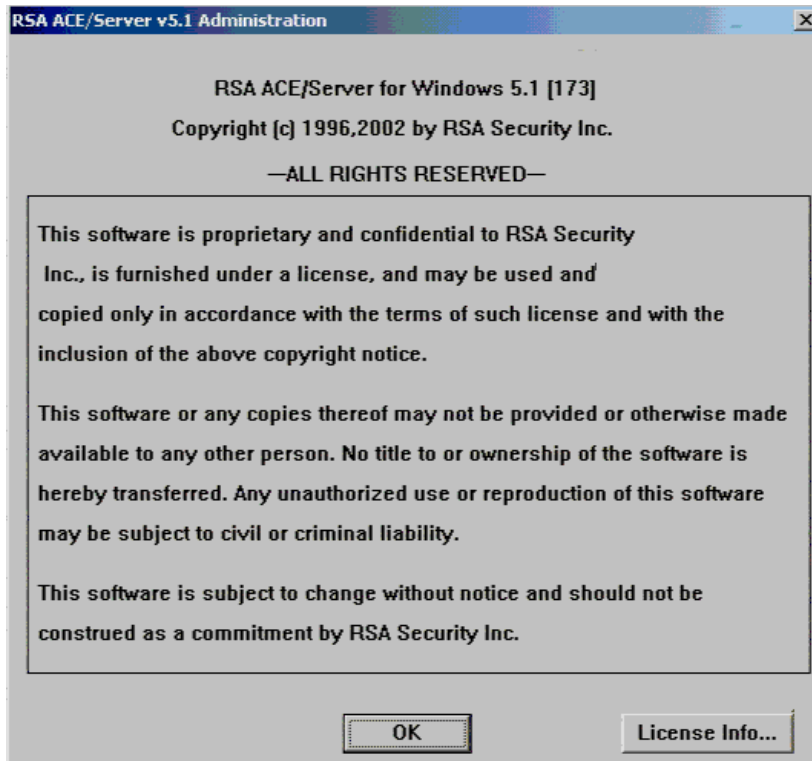 RSA ACE/Server v5.1 Administration
RSA ACE/Server for Windows 5.1 [173]
Copyright (c) 1996,2002 by RSA Security Inc.
—ALL RIGHTS RESERVED—
This software is proprietary and confidential to RSA Security
Inc., is furnished under a license, and may be used and
copied only in accordance with the terms of such license and with the
inclusion of the above copyright notice.
This software or any copies thereof may not be provided or otherwise made
available to any other person. No title to or ownership of the software is
hereby transferred. Any unauthorized use or reproduction of this software
may be subject to civil or criminal liability.
This software is subject to change without notice and should not be
construed as a commitment by RSA Security Inc.
OK
License Info...